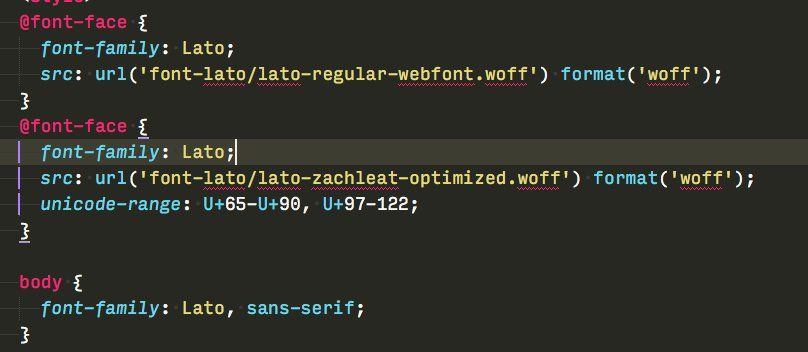 @font-face {
font-family: Lato;
src: url('font-lato/lato-regular-webfont.woff') format('woff');
}
@font-face {
font-family: Lato;
src: url('font-lato/lato-zachleat-optimized.woff') format('woff');
unicode-range: U+65-U+90, U+97-122;
}
body {
font-family: Lato, sans-serif;
}